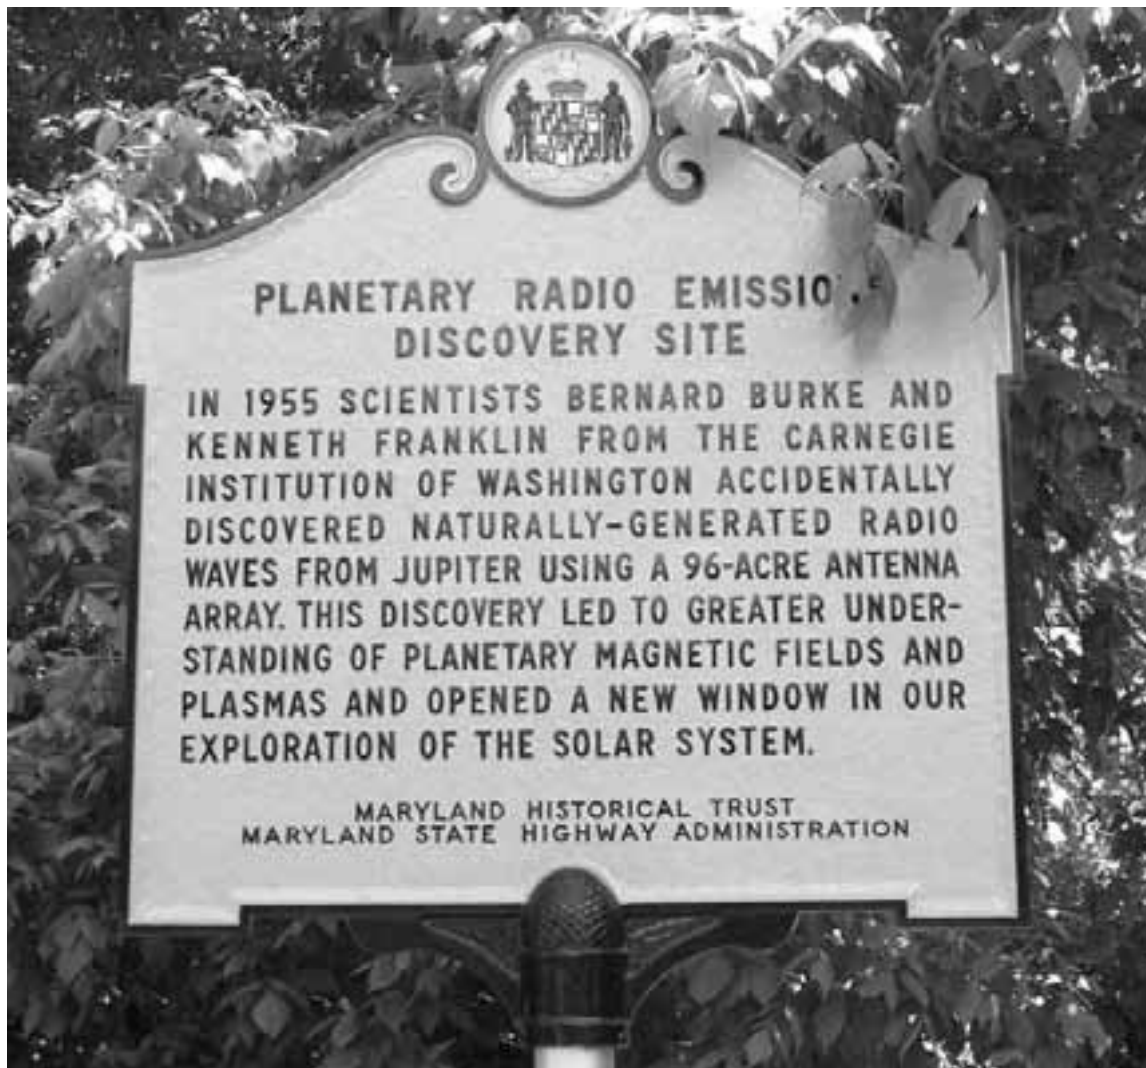 PLANETARY RADIO
DISCOVERY SITE
IN 1955 SCIENTISTS BERNARD BURKE AND
KENNETH FRANKLIN FROM THE CARNEGIE
INSTITUTION OF WASHINGTON ACCIDENTALLY
DISCOVERED NATURALLY-GENERATED RADIO
WAVES FROM JUPITER USING A 96-ACRE ANTENNA
ARRAY. THIS DISCOVERY LED TO GREATER UNDER-
STANDING OF PLANETARY MAGNETIC FIELDS AND
PLASMAS AND OPENED A NEW WINDOW IN OUR
EXPLORATION OF THE SOLAR SYSTEM.
MARYLAND HISTORICAL TRUST
MARYLAND STATE HIGHWAY ADMINISTRATION